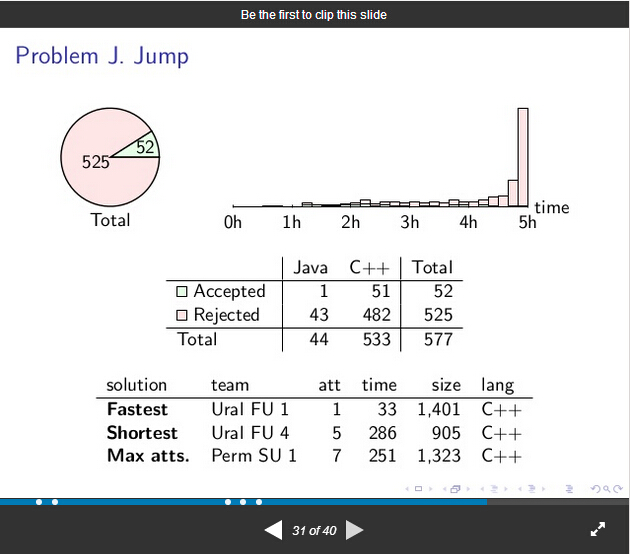 Be the first to clip this slide
Problem J. Jump
52
525
Total
0h 1h 2h 3h 4h 5h time
Java C++ Total
Accepted 1 51 52
Rejected 43 482 525
Total 44 533 577
solution team att time size lang
Fastest Ural FU 1 1 33 1,401 C++
Shortest Ural FU 4 5 286 905 C++
Max atts. Perm SU 1 7 251 1,323 C++
31 of 40